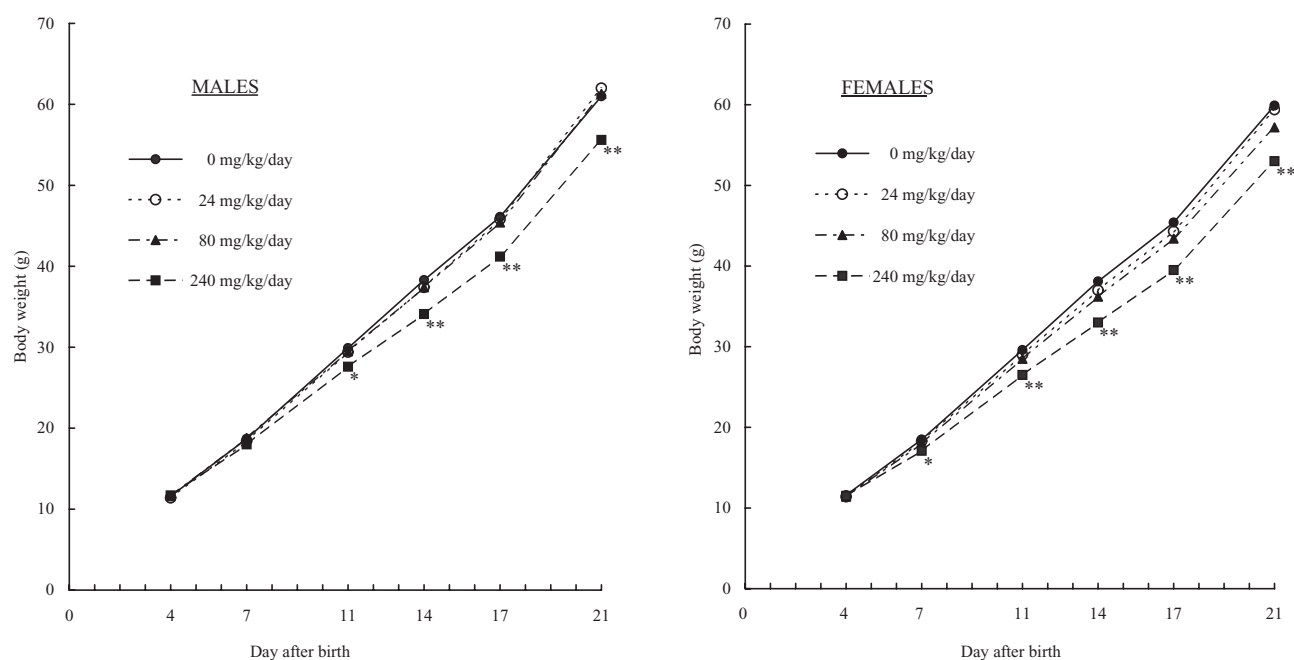 70
60
50
40
30
20
10
0
Body weight (g)
MALES
0 mg/kg/day
24 mg/kg/day
80 mg/kg/day
240 mg/kg/day
*
**
**
**
0 4 7 11 14 17 21
Day after birth
70
60
50
40
30
20
10
0
Body weight (g)
FEMALES
0 mg/kg/day
24 mg/kg/day
80 mg/kg/day
240 mg/kg/day
*
**
**
**
**
0 4 7 11 14 17 21
Day after birth